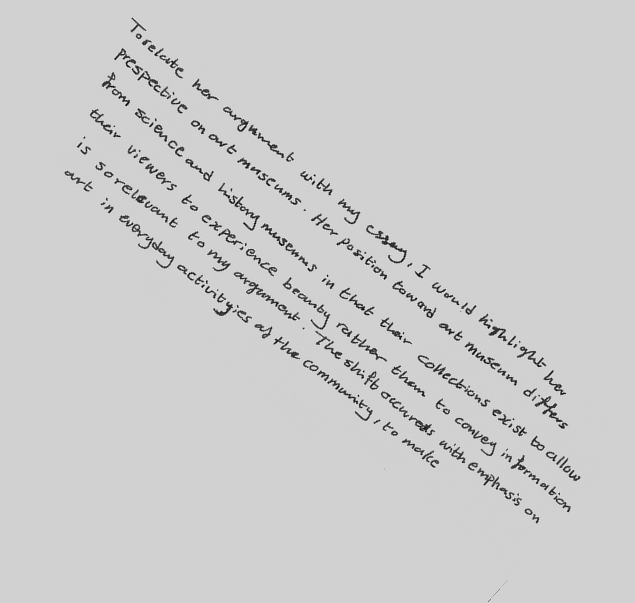 To relate her argument with my essay, I would highlight her
prespective on art museums. Her position toward art museum differs
from science and history museums in that their collections exist to allow
their viewers to experience beauty raither them to convey information
is so relevant to my argument. The shift occureds with emphasis on
art in everyday activityies of the community, to make